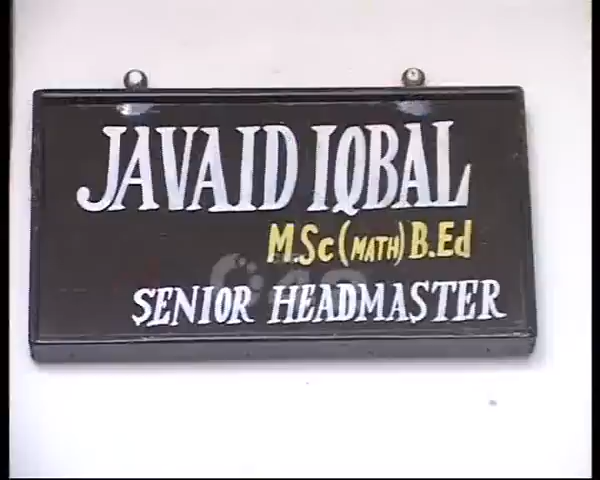 JAVAID IQBAL
M.Sc (MATH) B.Ed
SENIOR HEADMASTER